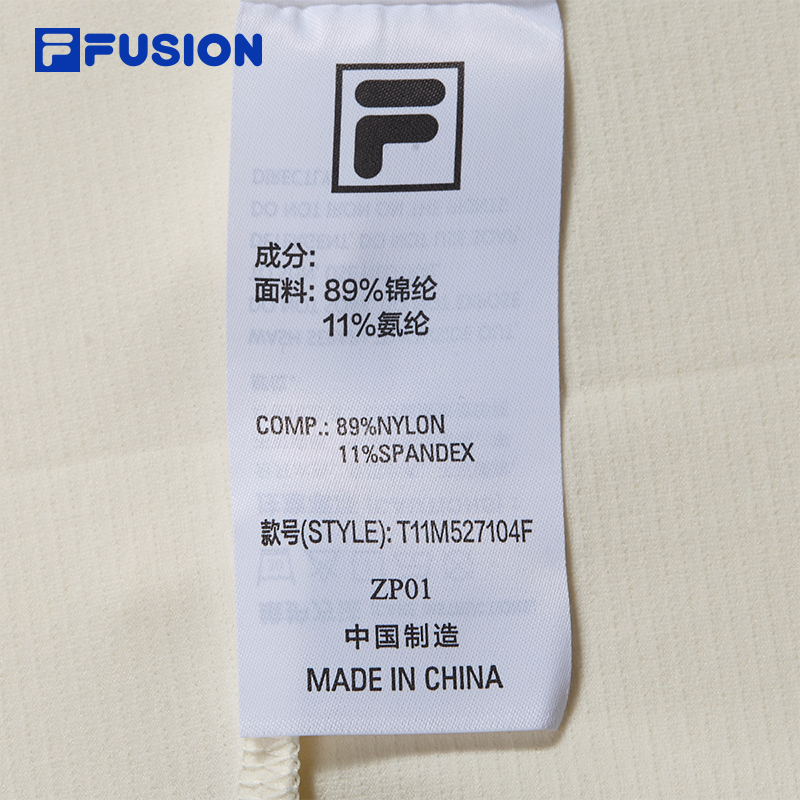 FUSION
成分:
面料: 89%锦纶
11%氨纶
COMP.: 89%NYLON
11%SPANDEX
款号(STYLE): T11M527104F
ZP01
中国制造
MADE IN CHINA